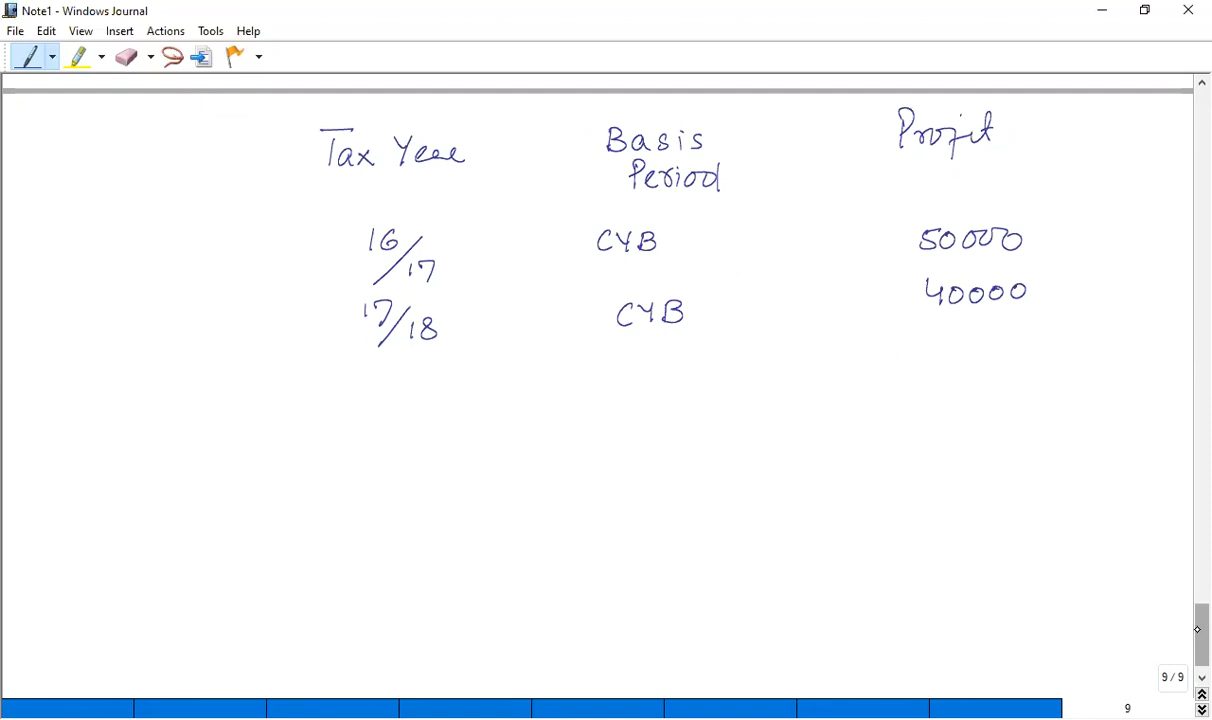 Note1 - Windows Journal
File Edit View Insert Actions Tools Help
Tax Year Basis Period Profit
16/17 CYB 50000
17/18 CYB 40000
9 / 9
9